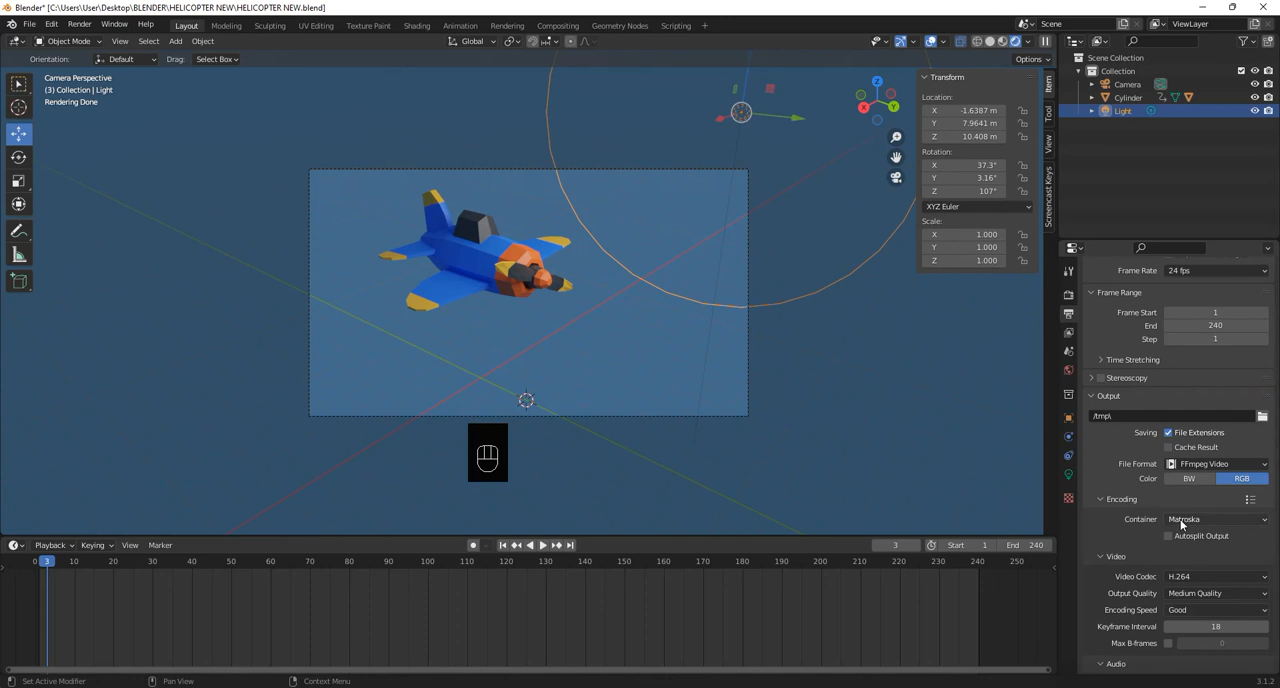 Blender* [C:\Users\User\Desktop\BLENDER\HELICOPTER NEW\HELICOPTER NEW.blend]
File Edit Render Window Help Layout Modeling Sculpting UV Editing Texture Paint Shading Animation Rendering Compositing Geometry Nodes Scripting + Scene ViewLayer
Object Mode View Select Add Object Global
Orientation: Default Drag: Select Box Options
Camera Perspective
(3) Collection | Light
Rendering Done
Z
Y
X
Transform
Location:
X -1.6387 m
Y 7.9641 m
Z 10.408 m
Rotation:
X 37.3°
Y 3.16°
Z 107°
XYZ Euler
Scale:
X 1.000
Y 1.000
Z 1.000
Item
Tool
View
Screencast Keys
Scene Collection
Collection
Camera
Cylinder
Light
Frame Rate 24 fps
Frame Range
Frame Start 1
End 240
Step 1
Time Stretching
Stereoscopy
Output
/tmp\
Saving File Extensions
Cache Result
File Format FFmpeg Video
Color BW RGB
Encoding
Container Matroska
Autosplit Output
Video
Video Codec H.264
Output Quality Medium Quality
Encoding Speed Good
Keyframe Interval 18
Max B-frames 0
Audio
Playback Keying View Marker 3 Start 1 End 240
0 3 10 20 30 40 50 60 70 80 90 100 110 120 130 140 150 160 170 180 190 200 210 220 230 240 250
Set Active Modifier Pan View Context Menu 3.1.2